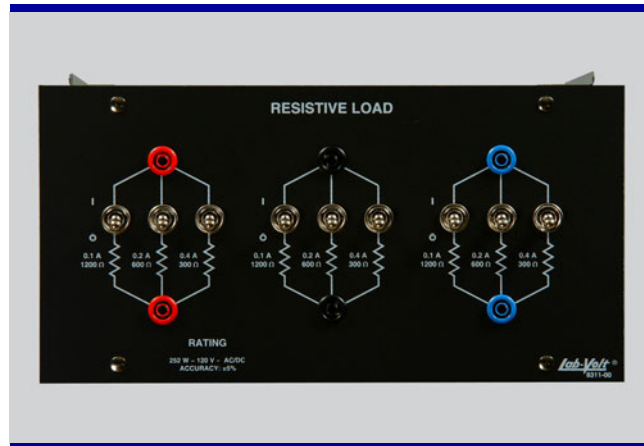 RESISTIVE LOAD
I
O
0.1 A
1200 Ω
0.2 A
600 Ω
0.4 A
300 Ω
I
O
0.1 A
1200 Ω
0.2 A
600 Ω
0.4 A
300 Ω
I
O
0.1 A
1200 Ω
0.2 A
600 Ω
0.4 A
300 Ω
RATING
252 W – 120 V – AC/DC
ACCURACY: ±5%
Lab-Volt ®
8311-00